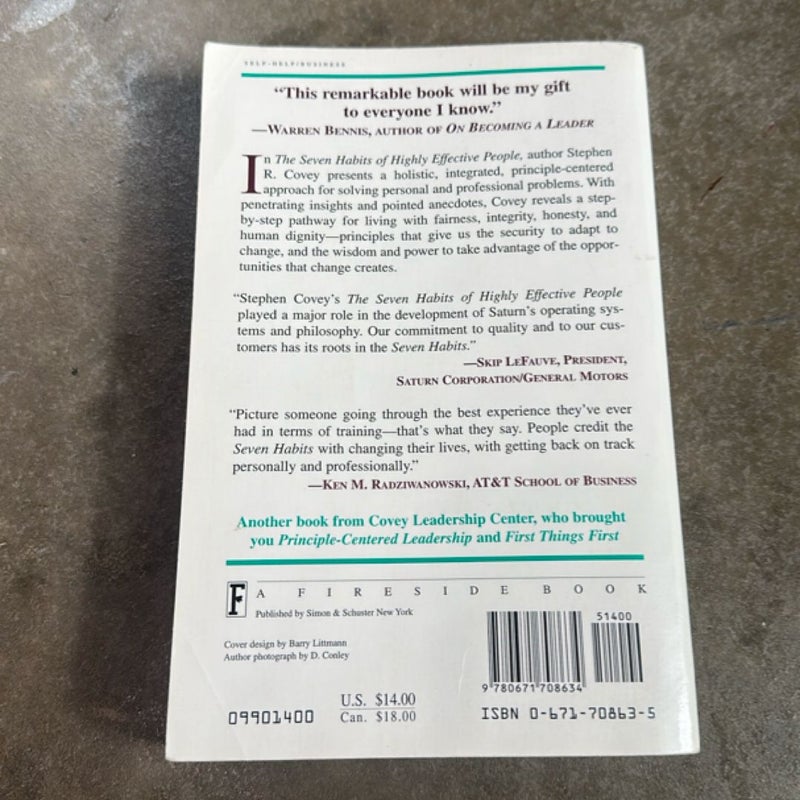 SELF-HELP/BUSINESS
“This remarkable book will be my gift
to everyone I know.”
—WARREN BENNIS, AUTHOR OF ON BECOMING A LEADER
In The Seven Habits of Highly Effective People, author Stephen
R. Covey presents a holistic, integrated, principle-centered
approach for solving personal and professional problems. With
penetrating insights and pointed anecdotes, Covey reveals a step-
by-step pathway for living with fairness, integrity, honesty, and
human dignity—principles that give us the security to adapt to
change, and the wisdom and power to take advantage of the oppor-
tunities that change creates.
“Stephen Covey’s The Seven Habits of Highly Effective People
played a major role in the development of Saturn’s operating sys-
tems and philosophy. Our commitment to quality and to our cus-
tomers has its roots in the Seven Habits.”
—SKIP LEFAUVE, PRESIDENT,
SATURN CORPORATION/GENERAL MOTORS
“Picture someone going through the best experience they’ve ever
had in terms of training—that’s what they say. People credit the
Seven Habits with changing their lives, with getting back on track
personally and professionally.”
—KEN M. RADZIWANOWSKI, AT&T SCHOOL OF BUSINESS
Another book from Covey Leadership Center, who brought
you Principle-Centered Leadership and First Things First
F A FIRESIDE BOOK
Published by Simon & Schuster New York
Cover design by Barry Littmann
Author photograph by D. Conley
51400
9 780671 708634
U.S. $14.00
Can. $18.00
09901400
ISBN 0-671-70863-5